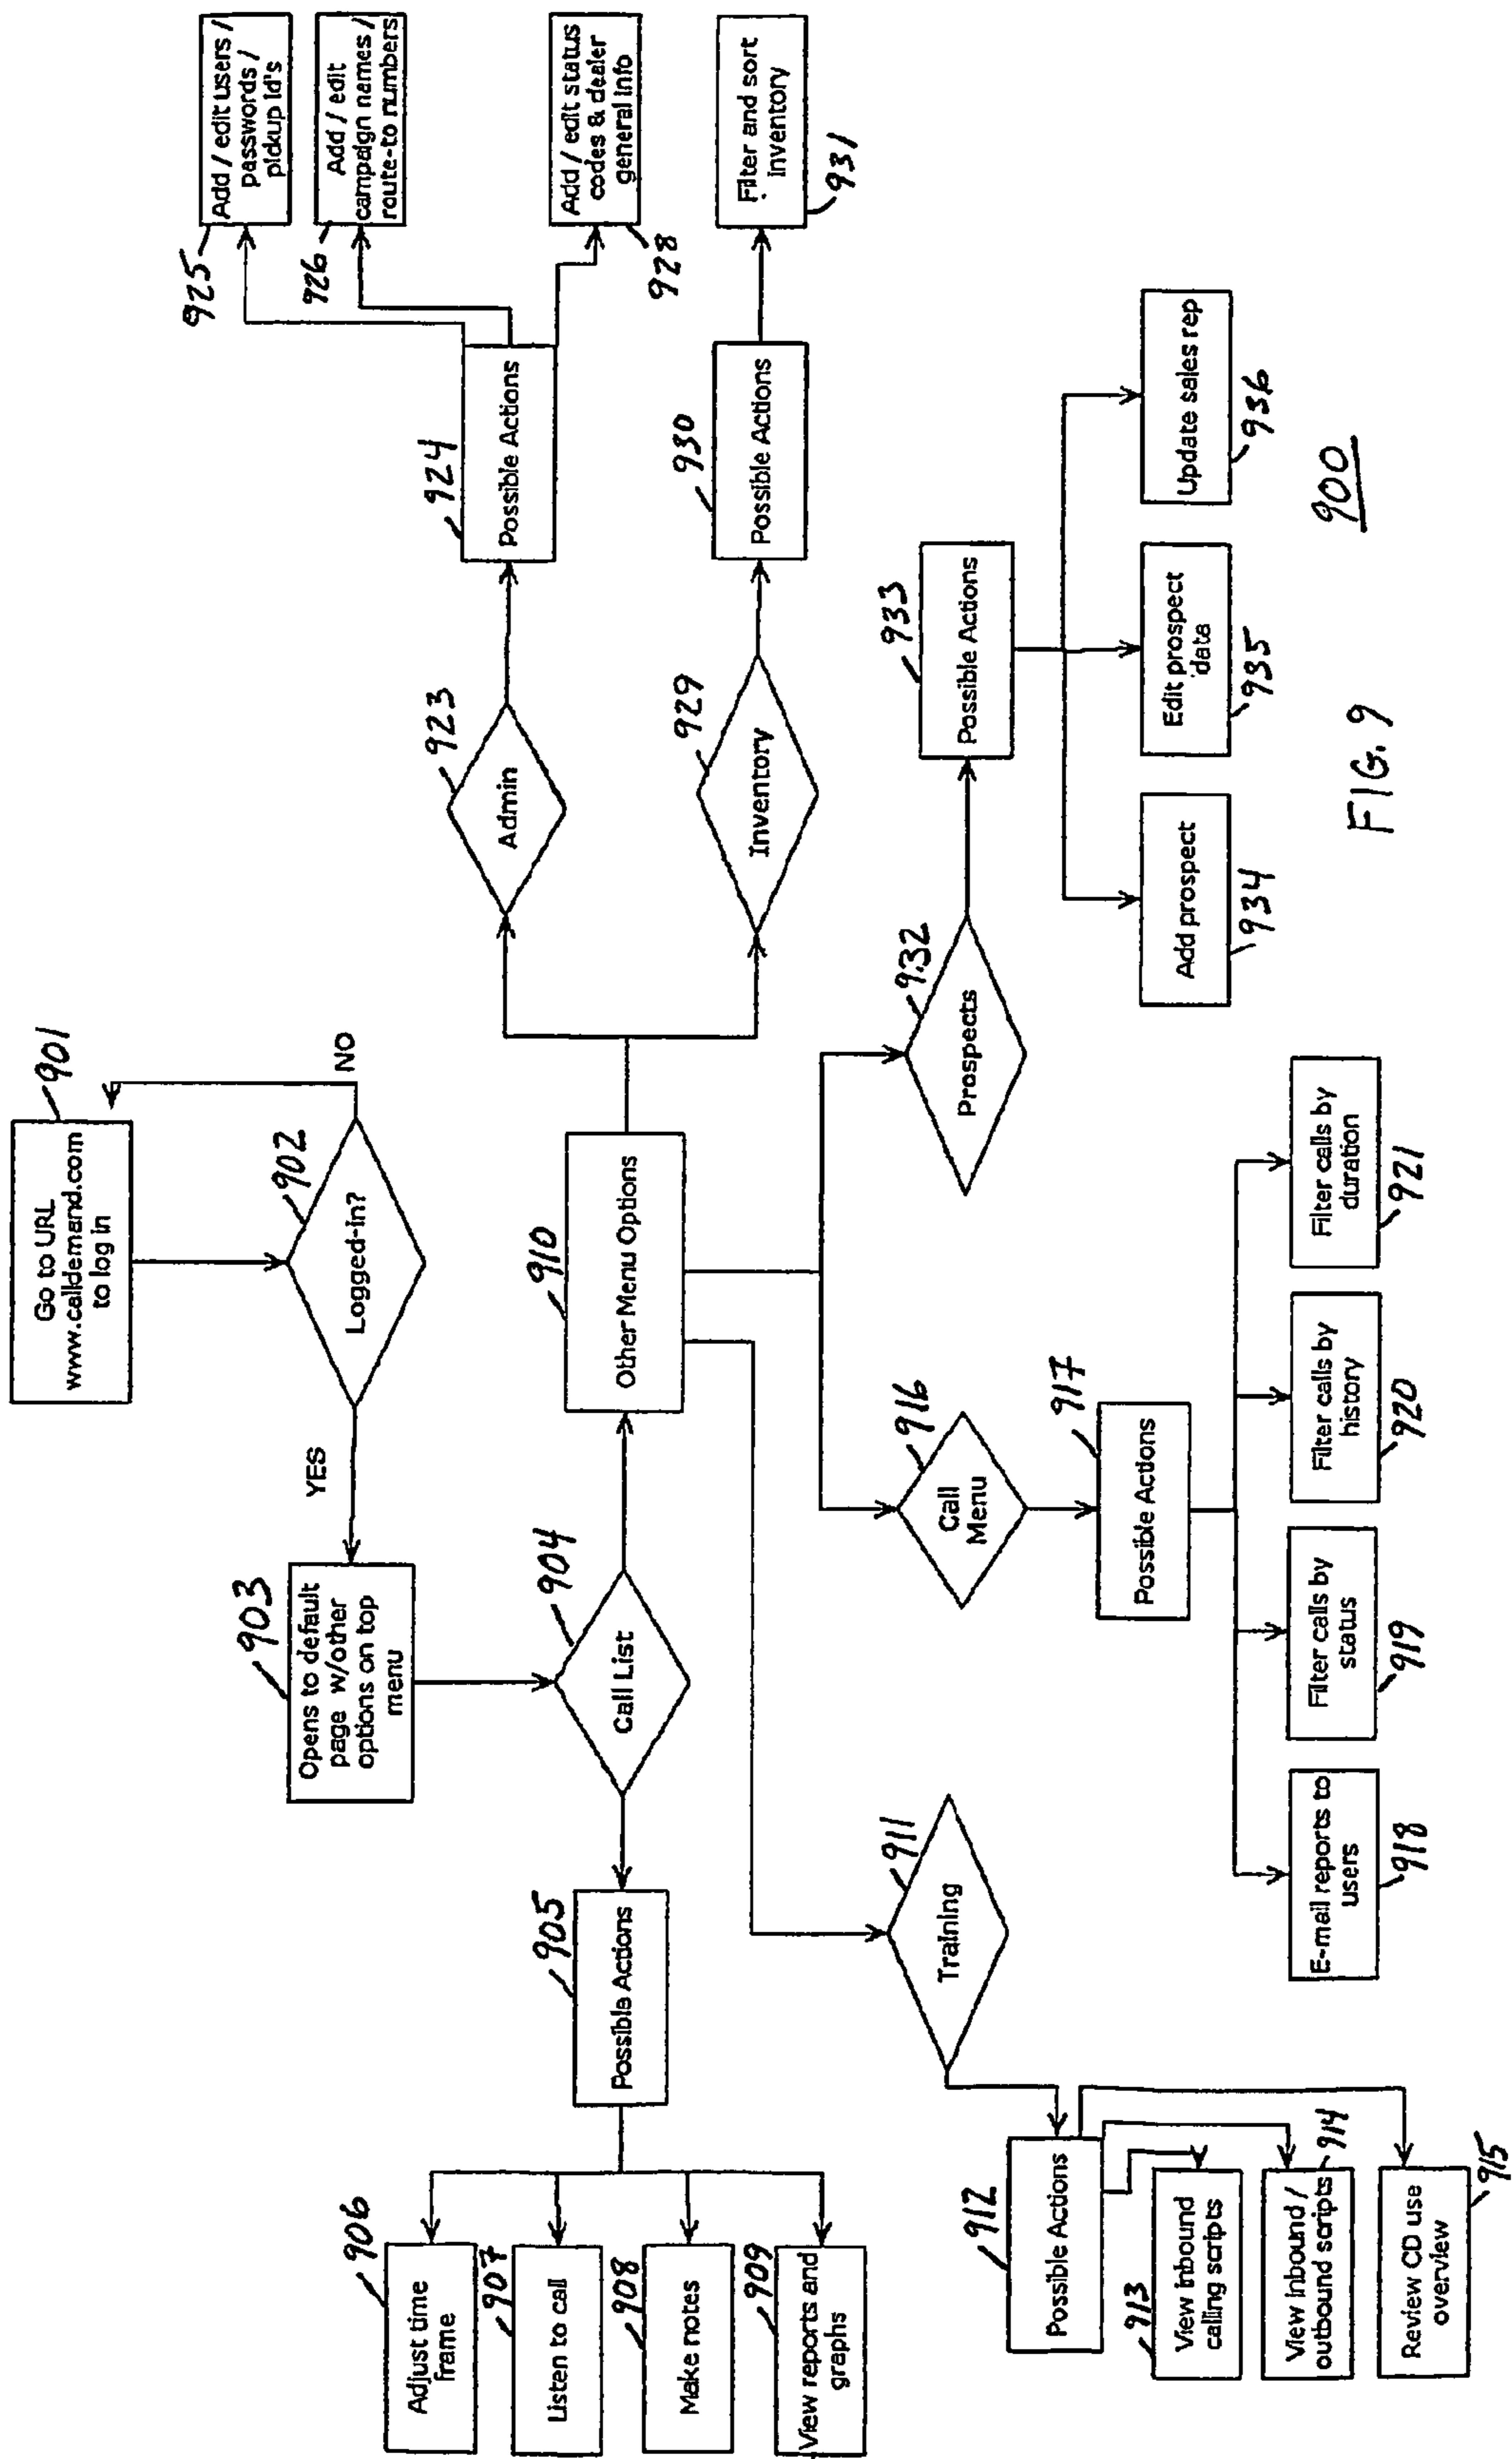 901
Go to URL
www.calldemand.com
to log in
902
Logged-in?
NO
YES
903
Opens to default
page w/other
options on top
menu
904
Call List
905
Possible Actions
906
Adjust time
frame
907
Listen to call
908
Make notes
909
View reports and
graphs
910
Other Menu Options
911
Training
912
Possible Actions
913
View inbound
calling scripts
914
View inbound /
outbound scripts
915
Review CD use
overview
916
Call
Menu
917
Possible Actions
E-mail reports to
users
918
Filter calls by
status
919
Filter calls by
history
920
Filter calls by
duration
921
923
Admin
924
Possible Actions
925
Add / edit users /
passwords /
pickup id's
926
Add / edit
campaign names /
route-to numbers
Add / edit status
codes & dealer
general info
928
929
Inventory
930
Possible Actions
Filter and sort
inventory
931
932
Prospects
933
Possible Actions
Add prospect
934
Edit prospect
data
935
Update sales rep
936
900
FIG. 9